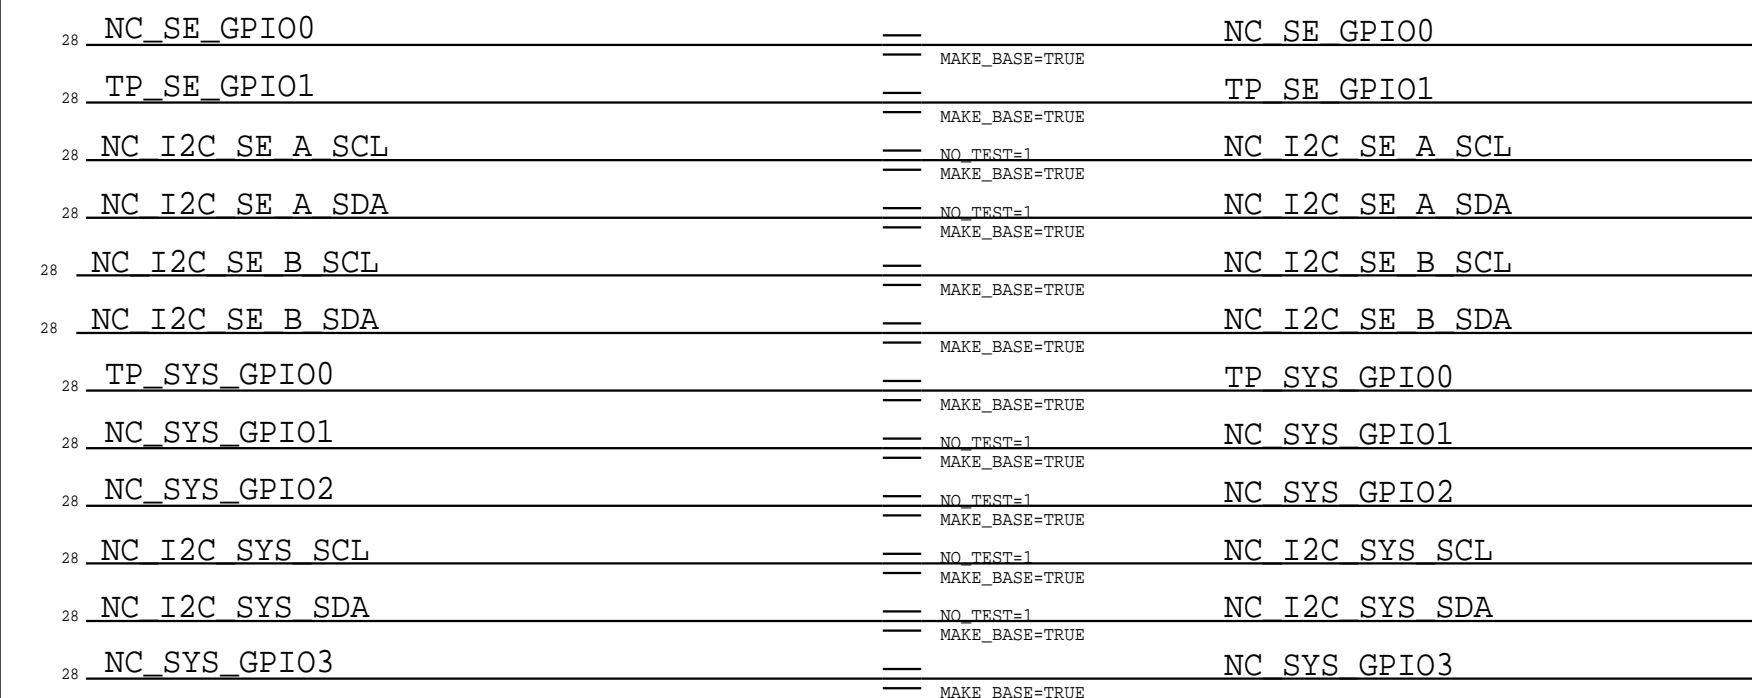 28 NC_SE_GPIO0 NC_SE_GPIO0
MAKE_BASE=TRUE
28 TP_SE_GPIO1 TP_SE_GPIO1
MAKE_BASE=TRUE
28 NC_I2C_SE_A_SCL NO_TEST=1 NC_I2C_SE_A_SCL
MAKE_BASE=TRUE
28 NC_I2C_SE_A_SDA NO_TEST=1 NC_I2C_SE_A_SDA
MAKE_BASE=TRUE
28 NC_I2C_SE_B_SCL NC_I2C_SE_B_SCL
MAKE_BASE=TRUE
28 NC_I2C_SE_B_SDA NC_I2C_SE_B_SDA
MAKE_BASE=TRUE
28 TP_SYS_GPIO0 TP_SYS_GPIO0
MAKE_BASE=TRUE
28 NC_SYS_GPIO1 NO_TEST=1 NC_SYS_GPIO1
MAKE_BASE=TRUE
28 NC_SYS_GPIO2 NO_TEST=1 NC_SYS_GPIO2
MAKE_BASE=TRUE
28 NC_I2C_SYS_SCL NO_TEST=1 NC_I2C_SYS_SCL
MAKE_BASE=TRUE
28 NC_I2C_SYS_SDA NO_TEST=1 NC_I2C_SYS_SDA
MAKE_BASE=TRUE
28 NC_SYS_GPIO3 NC_SYS_GPIO3
MAKE_BASE=TRUE